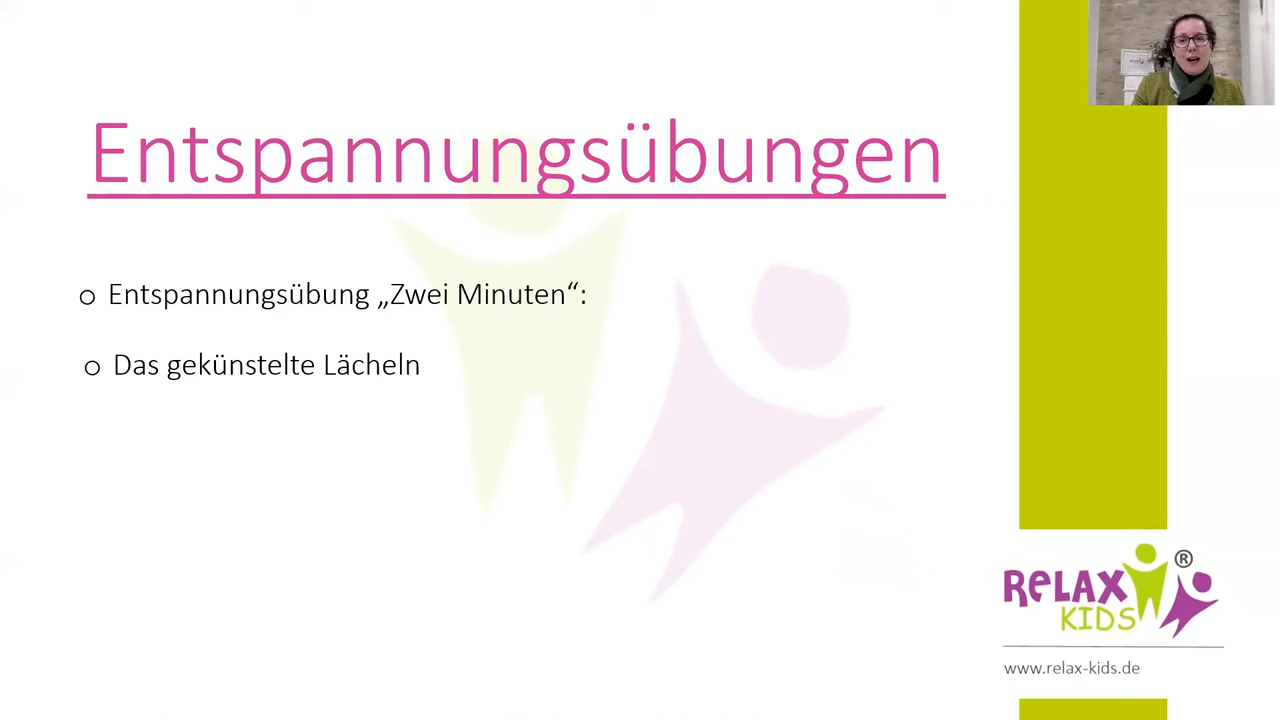 Entspannungsübungen
o Entspannungsübung „Zwei Minuten“:
o Das gekünstelte Lächeln
RELAX ®
KIDS
www.relax-kids.de